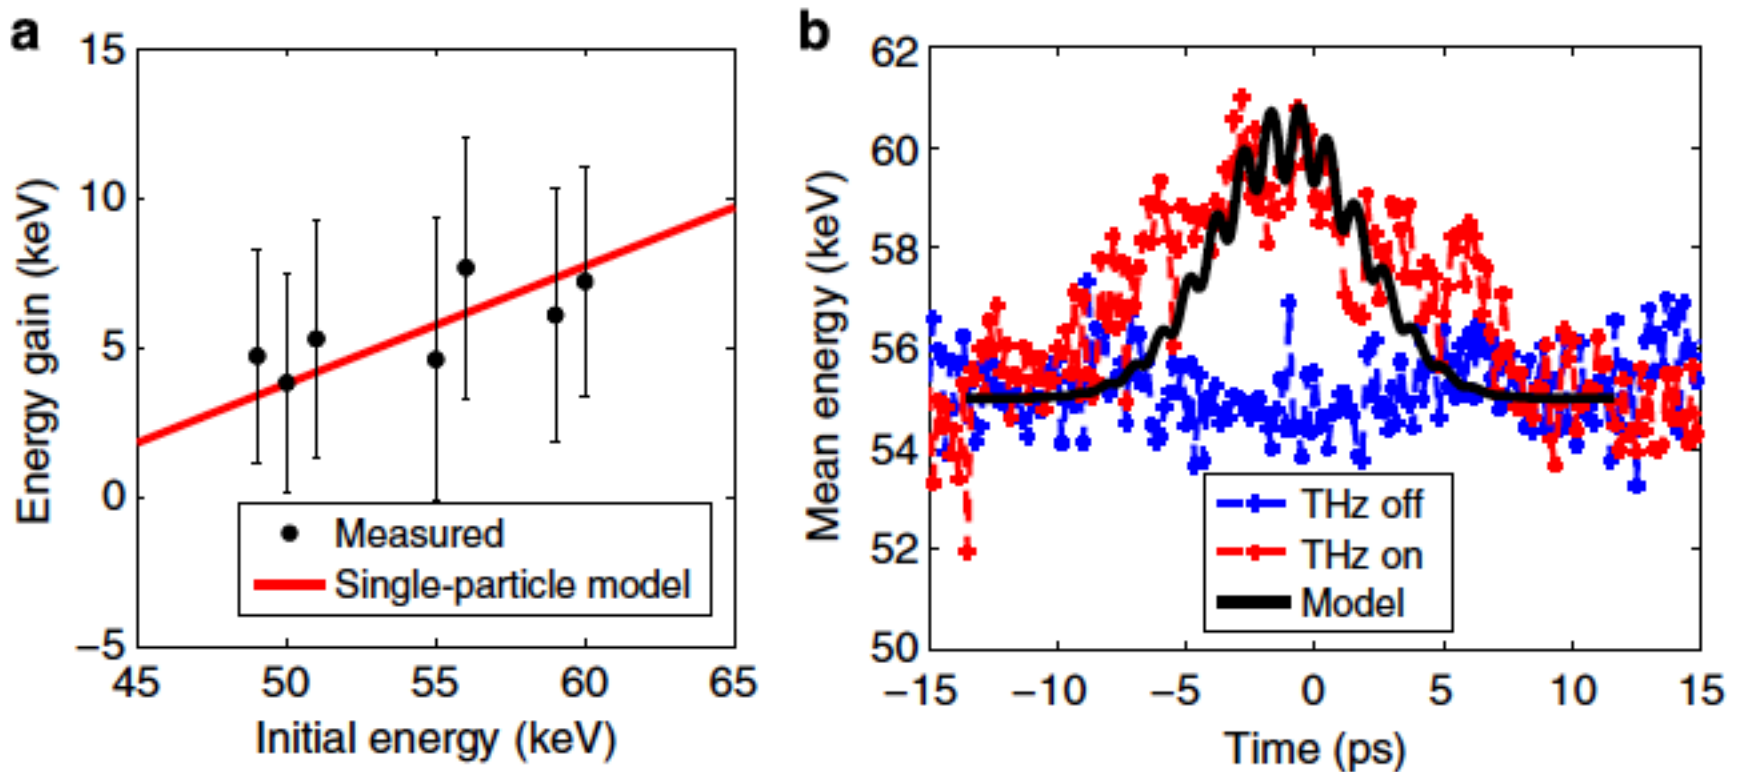 a
15
10
5
0
−5
45 50 55 60 65
Energy gain (keV)
Initial energy (keV)
Measured
Single-particle model
b
62
60
58
56
54
52
50
−15 −10 −5 0 5 10 15
Mean energy (keV)
Time (ps)
THz off
THz on
Model